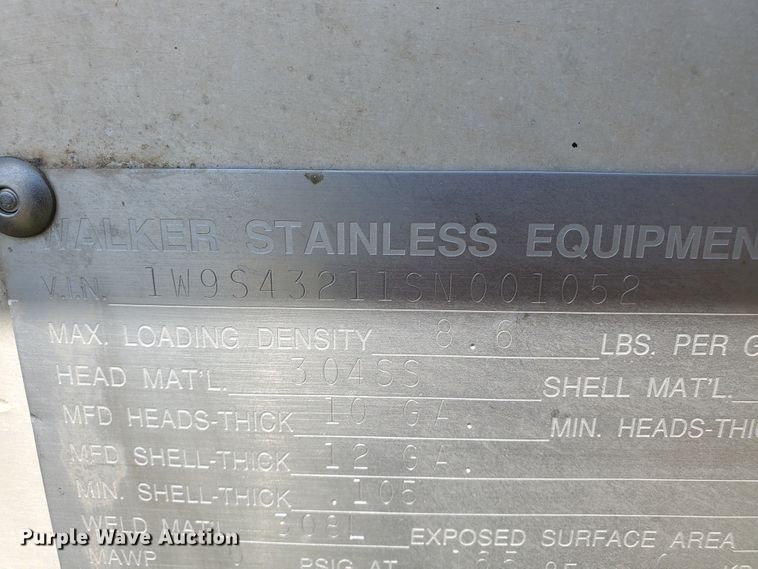 WALKER STAINLESS EQUIPMEN
V.I.N. 1W9S43211SN001052
MAX. LOADING DENSITY 8.6 LBS. PER G
HEAD MAT'L. 304SS SHELL MAT'L.
MFD HEADS-THICK 10 GA. MIN. HEADS-THI
MFD SHELL-THICK 12 GA.
MIN. SHELL-THICK .105
WELD MAT'L 308L EXPOSED SURFACE AREA
MAWP PSIG AT
Purple Wave Auction